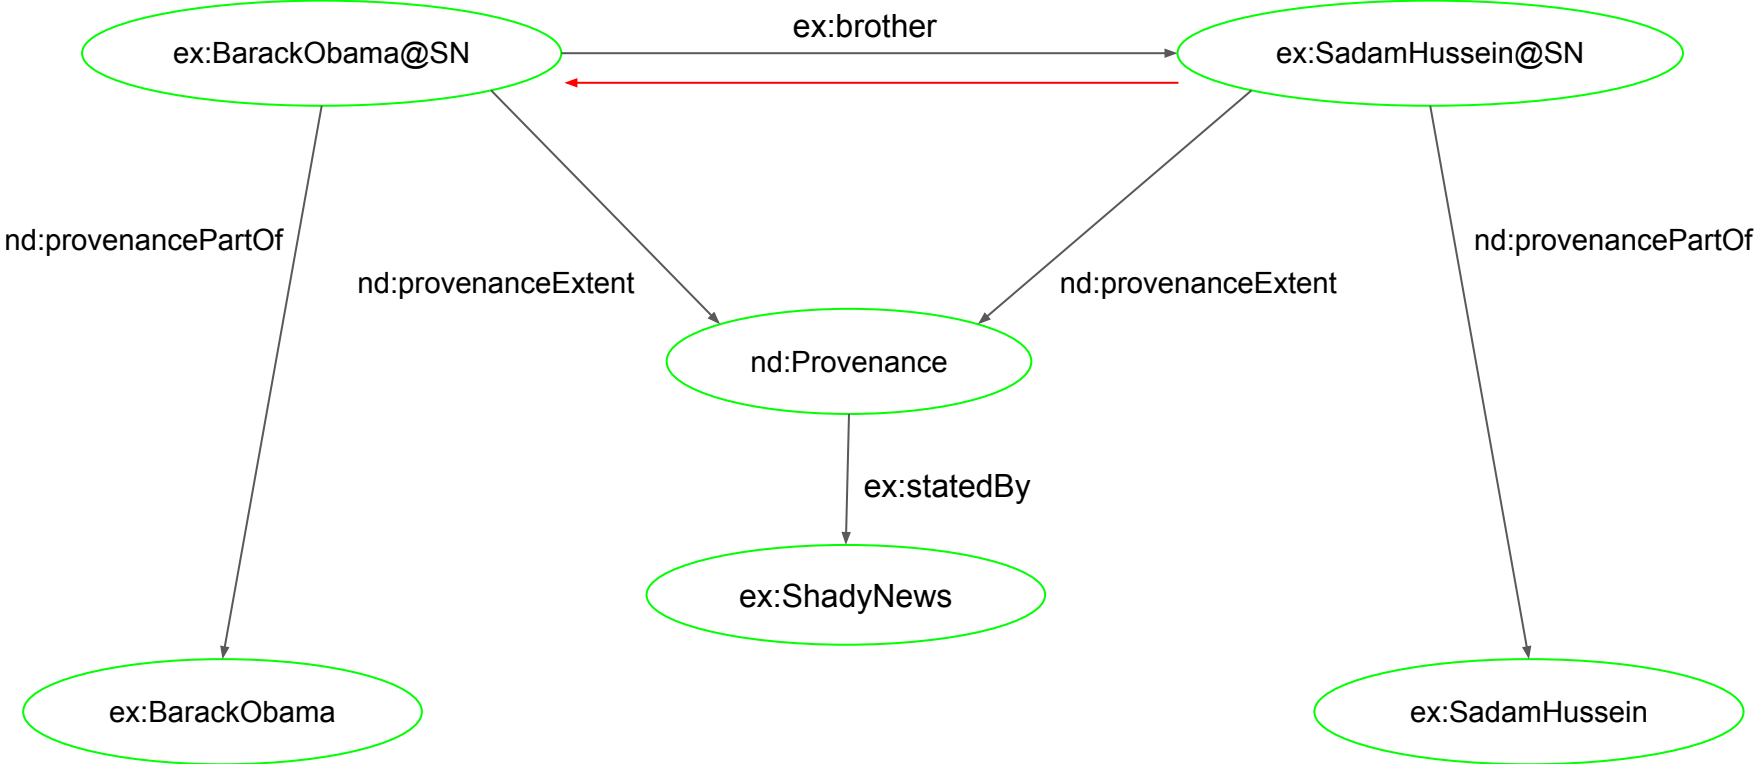 ex:brother
ex:BarackObama@SN
ex:SadamHussein@SN
nd:provenancePartOf
nd:provenancePartOf
nd:provenanceExtent
nd:provenanceExtent
nd:Provenance
ex:statedBy
ex:ShadyNews
ex:BarackObama
ex:SadamHussein